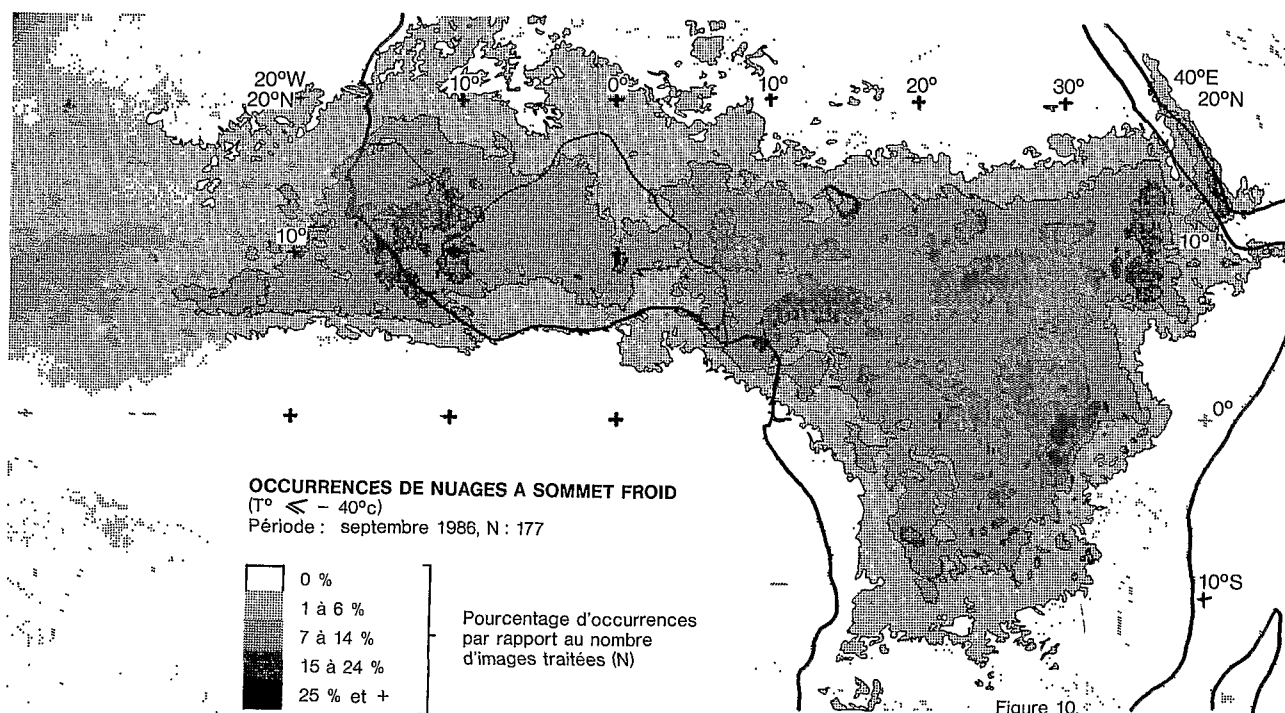 20°W
20°N
10°
0°
10°
20°
30°
40°E
20°N
10°
10°
0°
10°S
OCCURRENCES DE NUAGES A SOMMET FROID
(T° ⩽ – 40°c)
Période : septembre 1986, N : 177
0 %
1 à 6 %
7 à 14 %
15 à 24 %
25 % et +
Pourcentage d'occurrences
par rapport au nombre
d'images traitées (N)
Figure 10.